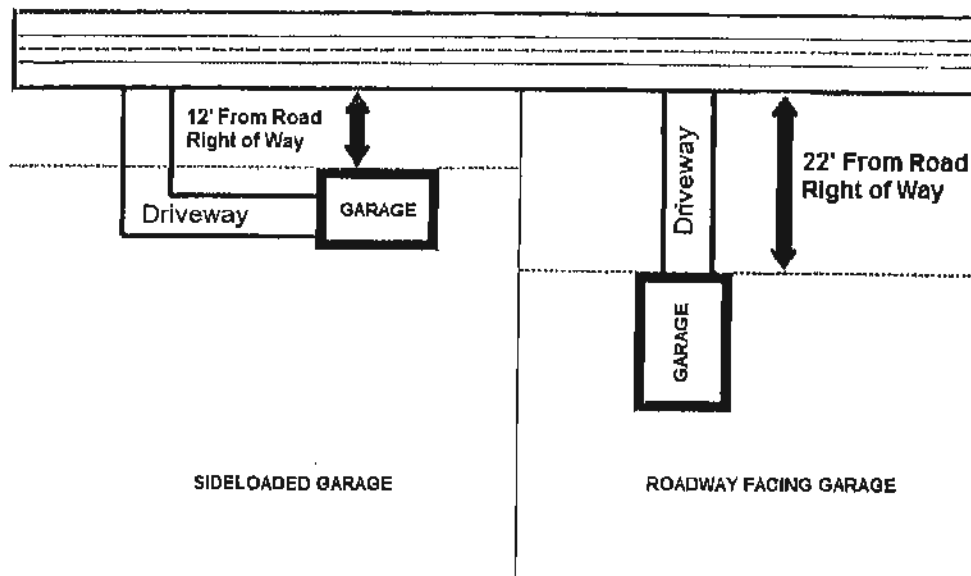 12' From Road
Right of Way
Driveway
GARAGE
SIDELOADED GARAGE
Driveway
22' From Road
Right of Way
GARAGE
ROADWAY FACING GARAGE